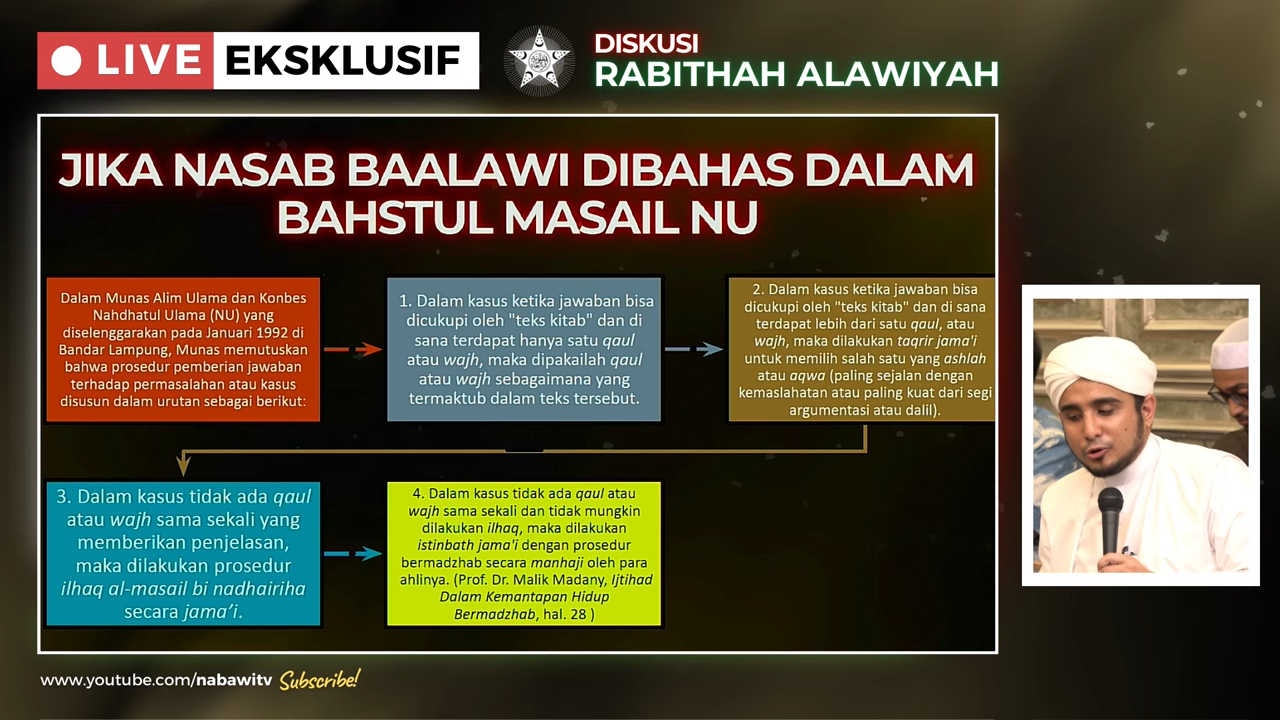 LIVE EKSKLUSIF
DISKUSI
RABITHAH ALAWIYAH
JIKA NASAB BAALAWI DIBAHAS DALAM
BAHSTUL MASAIL NU
Dalam Munas Alim Ulama dan Konbes
Nahdhatul Ulama (NU) yang
diselenggarakan pada Januari 1992 di
Bandar Lampung, Munas memutuskan
bahwa prosedur pemberian jawaban
terhadap permasalahan atau kasus
disusun dalam urutan sebagai berikut:
1. Dalam kasus ketika jawaban bisa
dicukupi oleh "teks kitab" dan di
sana terdapat hanya satu qaul
atau wajh, maka dipakailah qaul
atau wajh sebagaimana yang
termaktub dalam teks tersebut.
2. Dalam kasus ketika jawaban bisa
dicukupi oleh "teks kitab" dan di sana
terdapat lebih dari satu qaul, atau
wajh, maka dilakukan taqrir jama'i
untuk memilih salah satu yang ashlah
atau aqwa (paling sejalan dengan
kemaslahatan atau paling kuat dari segi
argumentasi atau dalil).
3. Dalam kasus tidak ada qaul
atau wajh sama sekali yang
memberikan penjelasan,
maka dilakukan prosedur
ilhaq al-masail bi nadhairiha
secara jama’i.
4. Dalam kasus tidak ada qaul atau
wajh sama sekali dan tidak mungkin
dilakukan ilhaq, maka dilakukan
istinbath jama'i dengan prosedur
bermadzhab secara manhaji oleh para
ahlinya. (Prof. Dr. Malik Madany, Ijtihad
Dalam Kemantapan Hidup
Bermadzhab, hal. 28 )
www.youtube.com/nabawitv Subscribe!